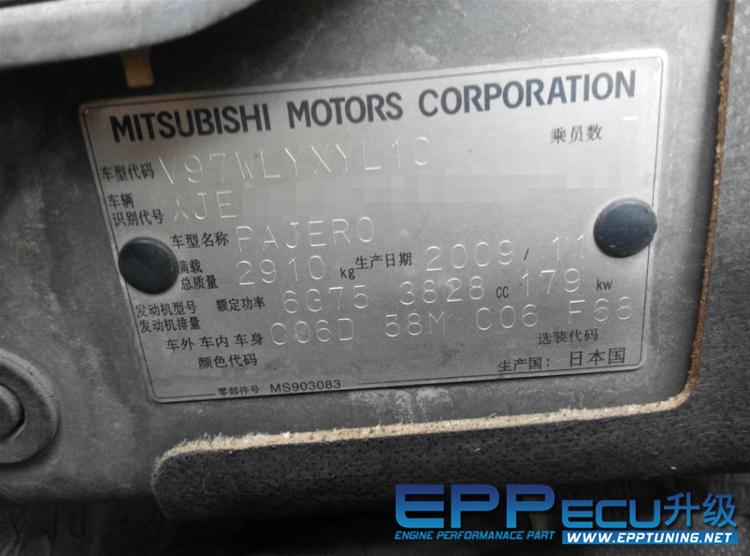 MITSUBISHI MOTORS CORPORATION
车型代码 V97WLYXYL1C 乘员数 7
车辆
识别代号 XJE
车型名称 PAJERO
满载
总质量 2910 kg 生产日期 2009 / 11
发动机型号 额定功率 6G75 3828 cc 179 kw
发动机排量
车外 车内 车身 C06D 58M C06 F68
颜色代码 选装代码
生产国: 日本国
零部件号 MS903083
EPP ECU升级
ENGINE PERFORMANACE PART WWW.EPPTUNING.NET